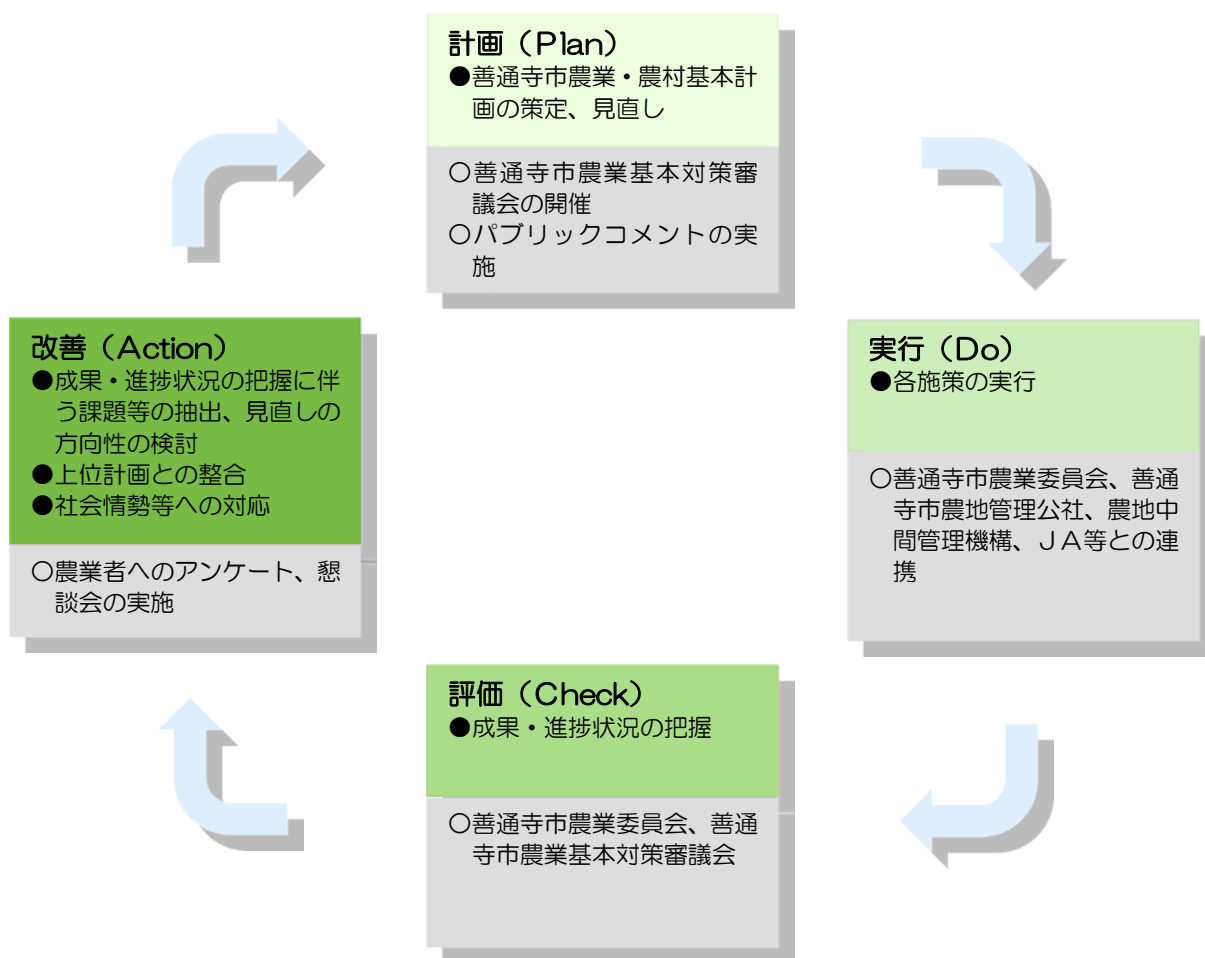 計画（Plan）
●善通寺市農業・農村基本計
画の策定、見直し
〇善通寺市農業基本対策審
議会の開催
〇パブリックコメントの実
施
改善（Action）
●成果・進捗状況の把握に伴
う課題等の抽出、見直しの
方向性の検討
●上位計画との整合
●社会情勢等への対応
〇農業者へのアンケート、懇
談会の実施
実行（Do）
●各施策の実行
〇善通寺市農業委員会、善通
寺市農地管理公社、農地中
間管理機構、ＪＡ等との連
携
評価（Check）
●成果・進捗状況の把握
〇善通寺市農業委員会、善通
寺市農業基本対策審議会